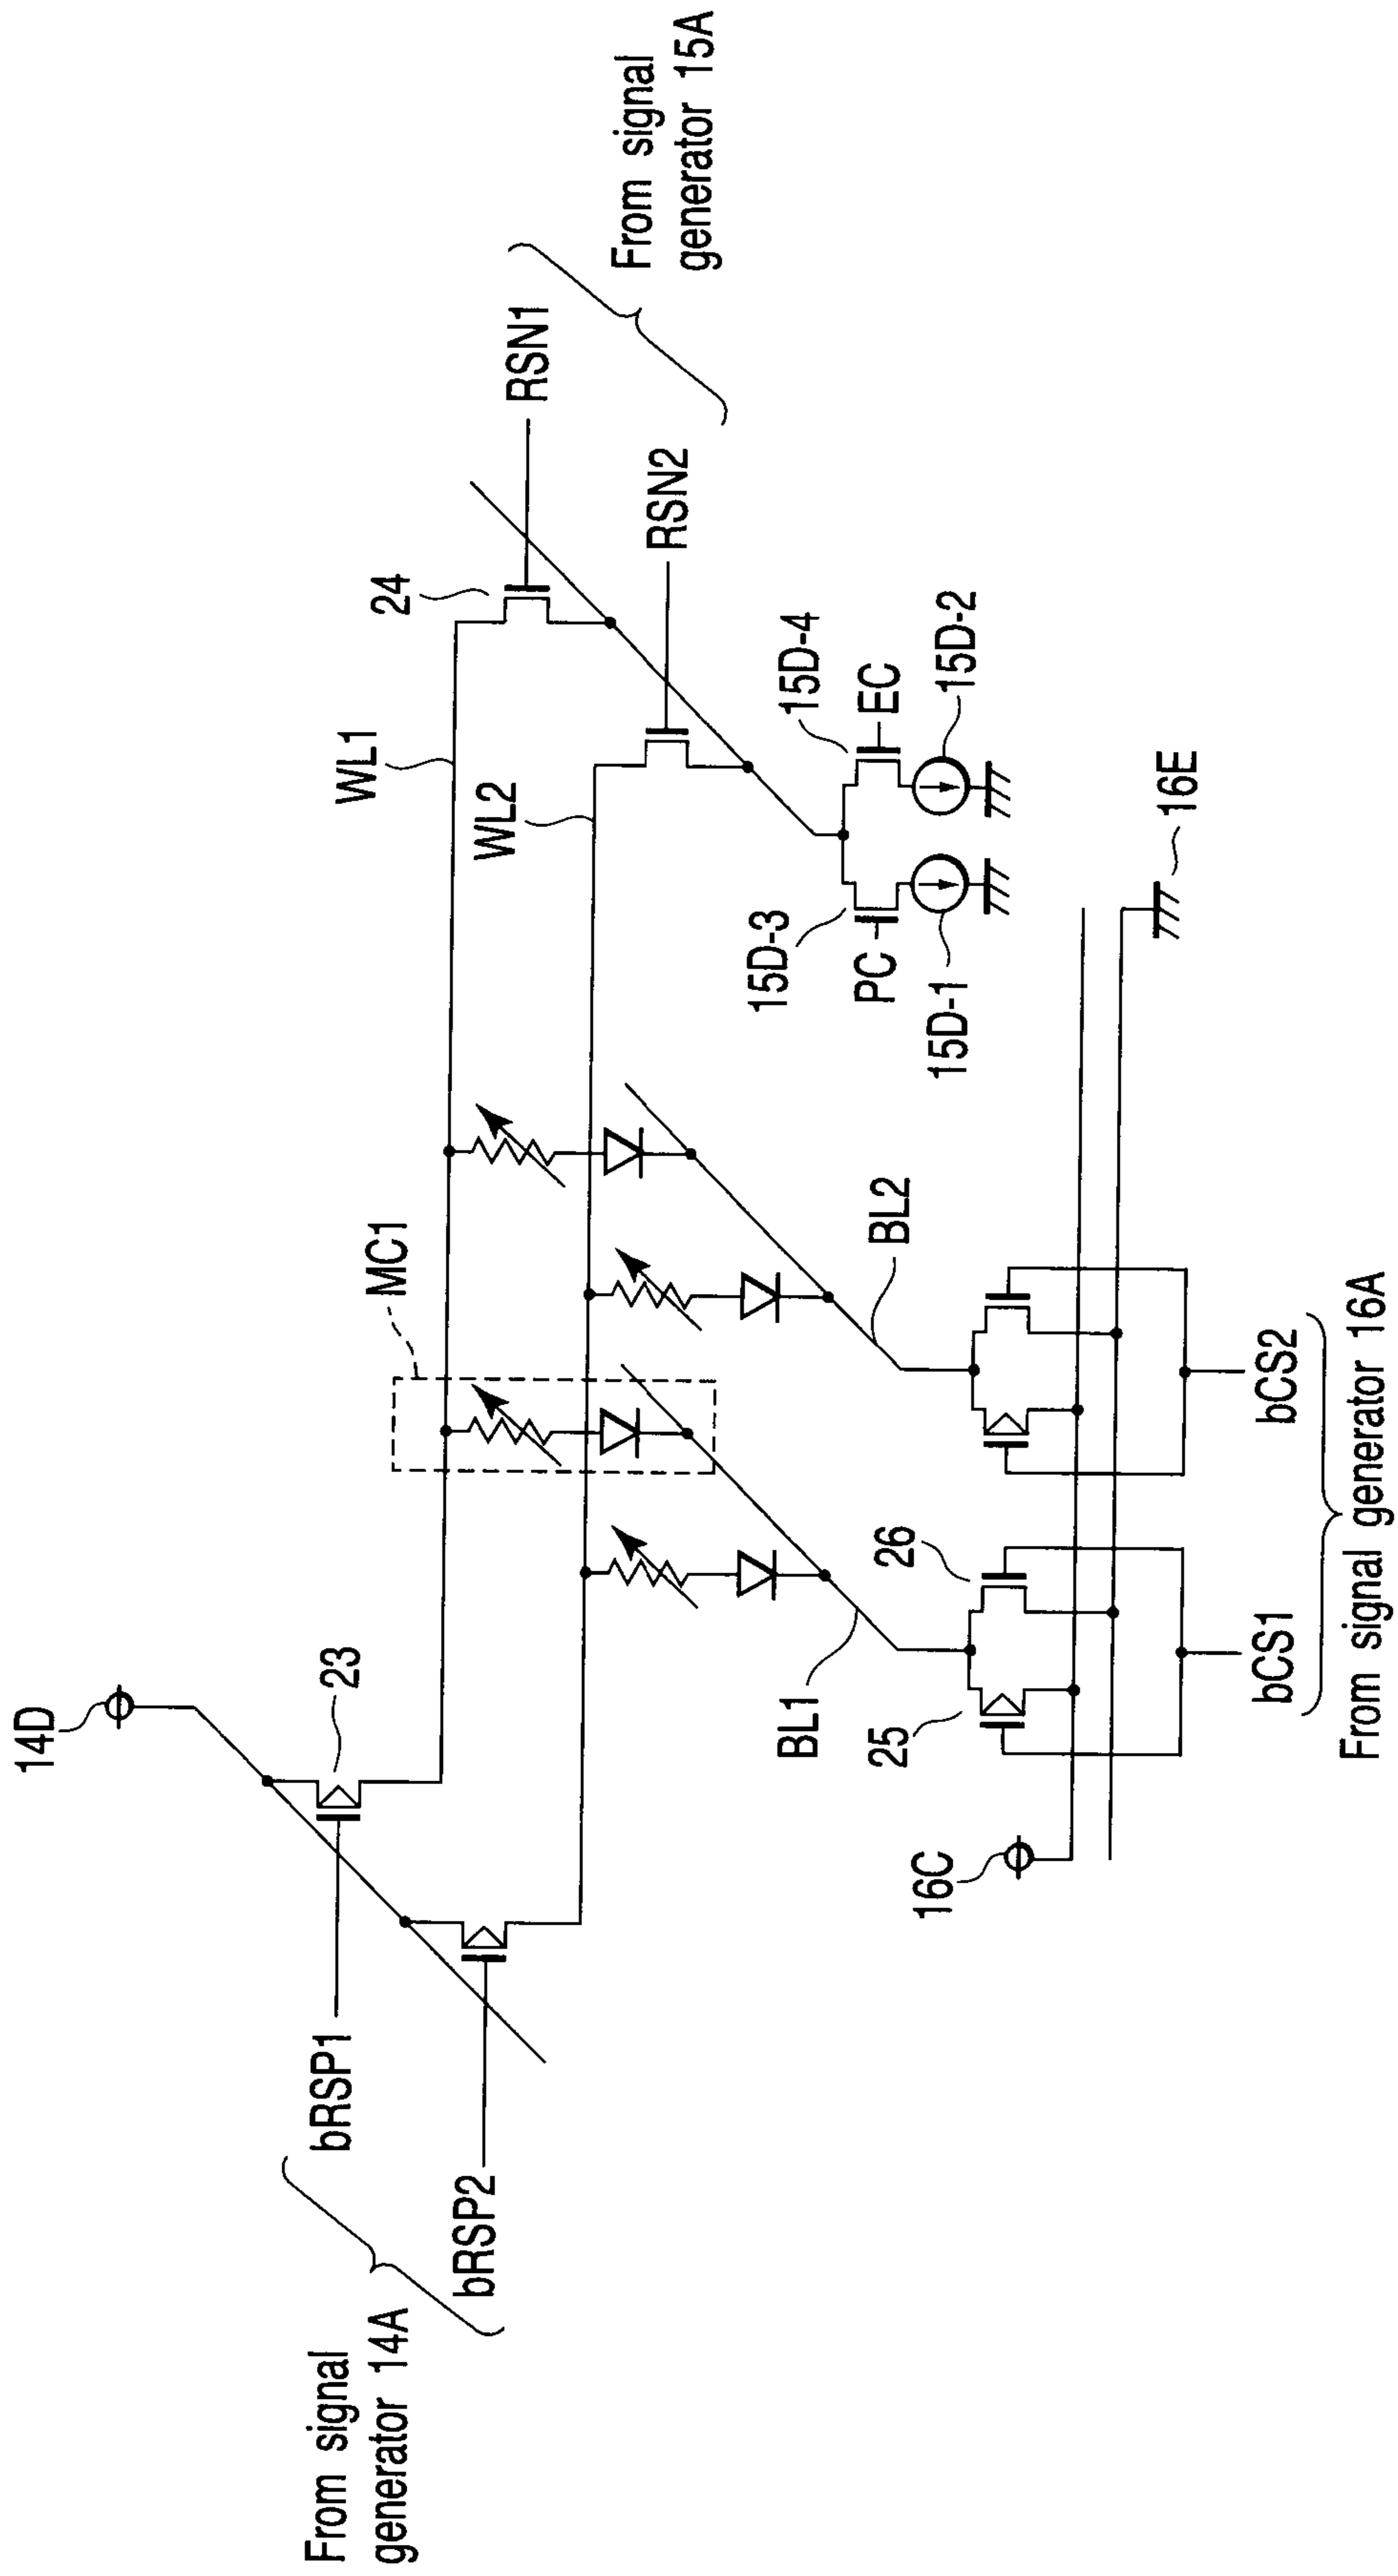 14D
23
WL1
24
RSN1
From signal
generator 15A
WL2
RSN2
MC1
bRSP1
bRSP2
From signal
generator 14A
15D-3
15D-4
PC
EC
15D-1
15D-2
BL1
BL2
16C
16E
25
26
bCS1
bCS2
From signal generator 16A